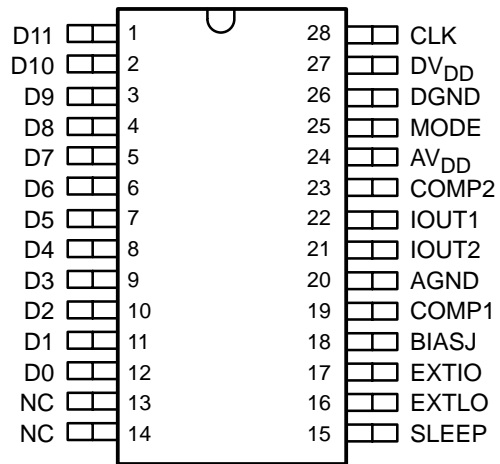 D11 1 28 CLK
D10 2 27 DVDD
D9 3 26 DGND
D8 4 25 MODE
D7 5 24 AVDD
D6 6 23 COMP2
D5 7 22 IOUT1
D4 8 21 IOUT2
D3 9 20 AGND
D2 10 19 COMP1
D1 11 18 BIASJ
D0 12 17 EXTIO
NC 13 16 EXTLO
NC 14 15 SLEEP